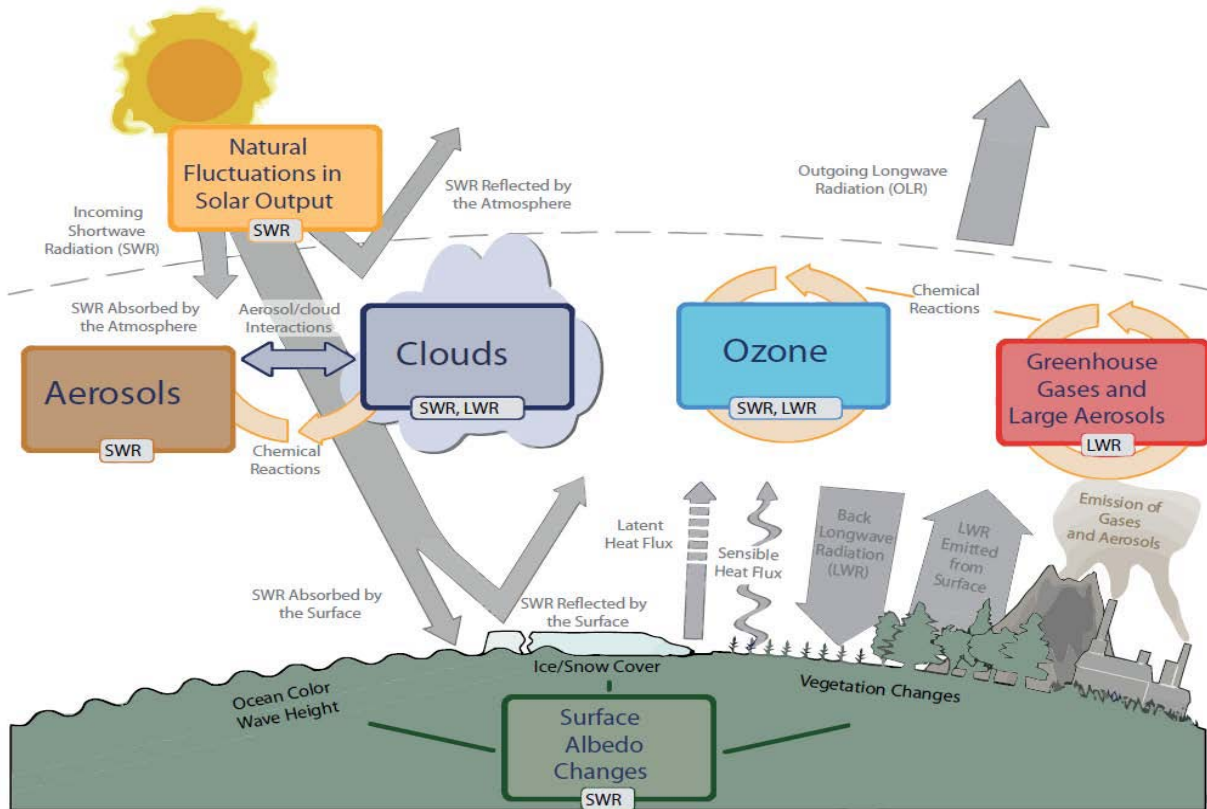 Natural
Fluctuations in
Solar Output
SWR
Incoming
Shortwave
Radiation (SWR)
SWR Reflected by
the Atmosphere
Outgoing Longwave
Radiation (OLR)
SWR Absorbed by
the Atmosphere
Aerosol/cloud
Interactions
Chemical
Reactions
Aerosols
SWR
Clouds
SWR, LWR
Ozone
SWR, LWR
Greenhouse
Gases and
Large Aerosols
LWR
Chemical
Reactions
Latent
Heat Flux
Sensible
Heat Flux
Back
Longwave
Radiation
(LWR)
LWR
Emitted
from
Surface
Emission of
Gases
and Aerosols
SWR Absorbed by
the Surface
SWR Reflected by
the Surface
Ice/Snow Cover
Ocean Color
Wave Height
Vegetation Changes
Surface
Albedo
Changes
SWR